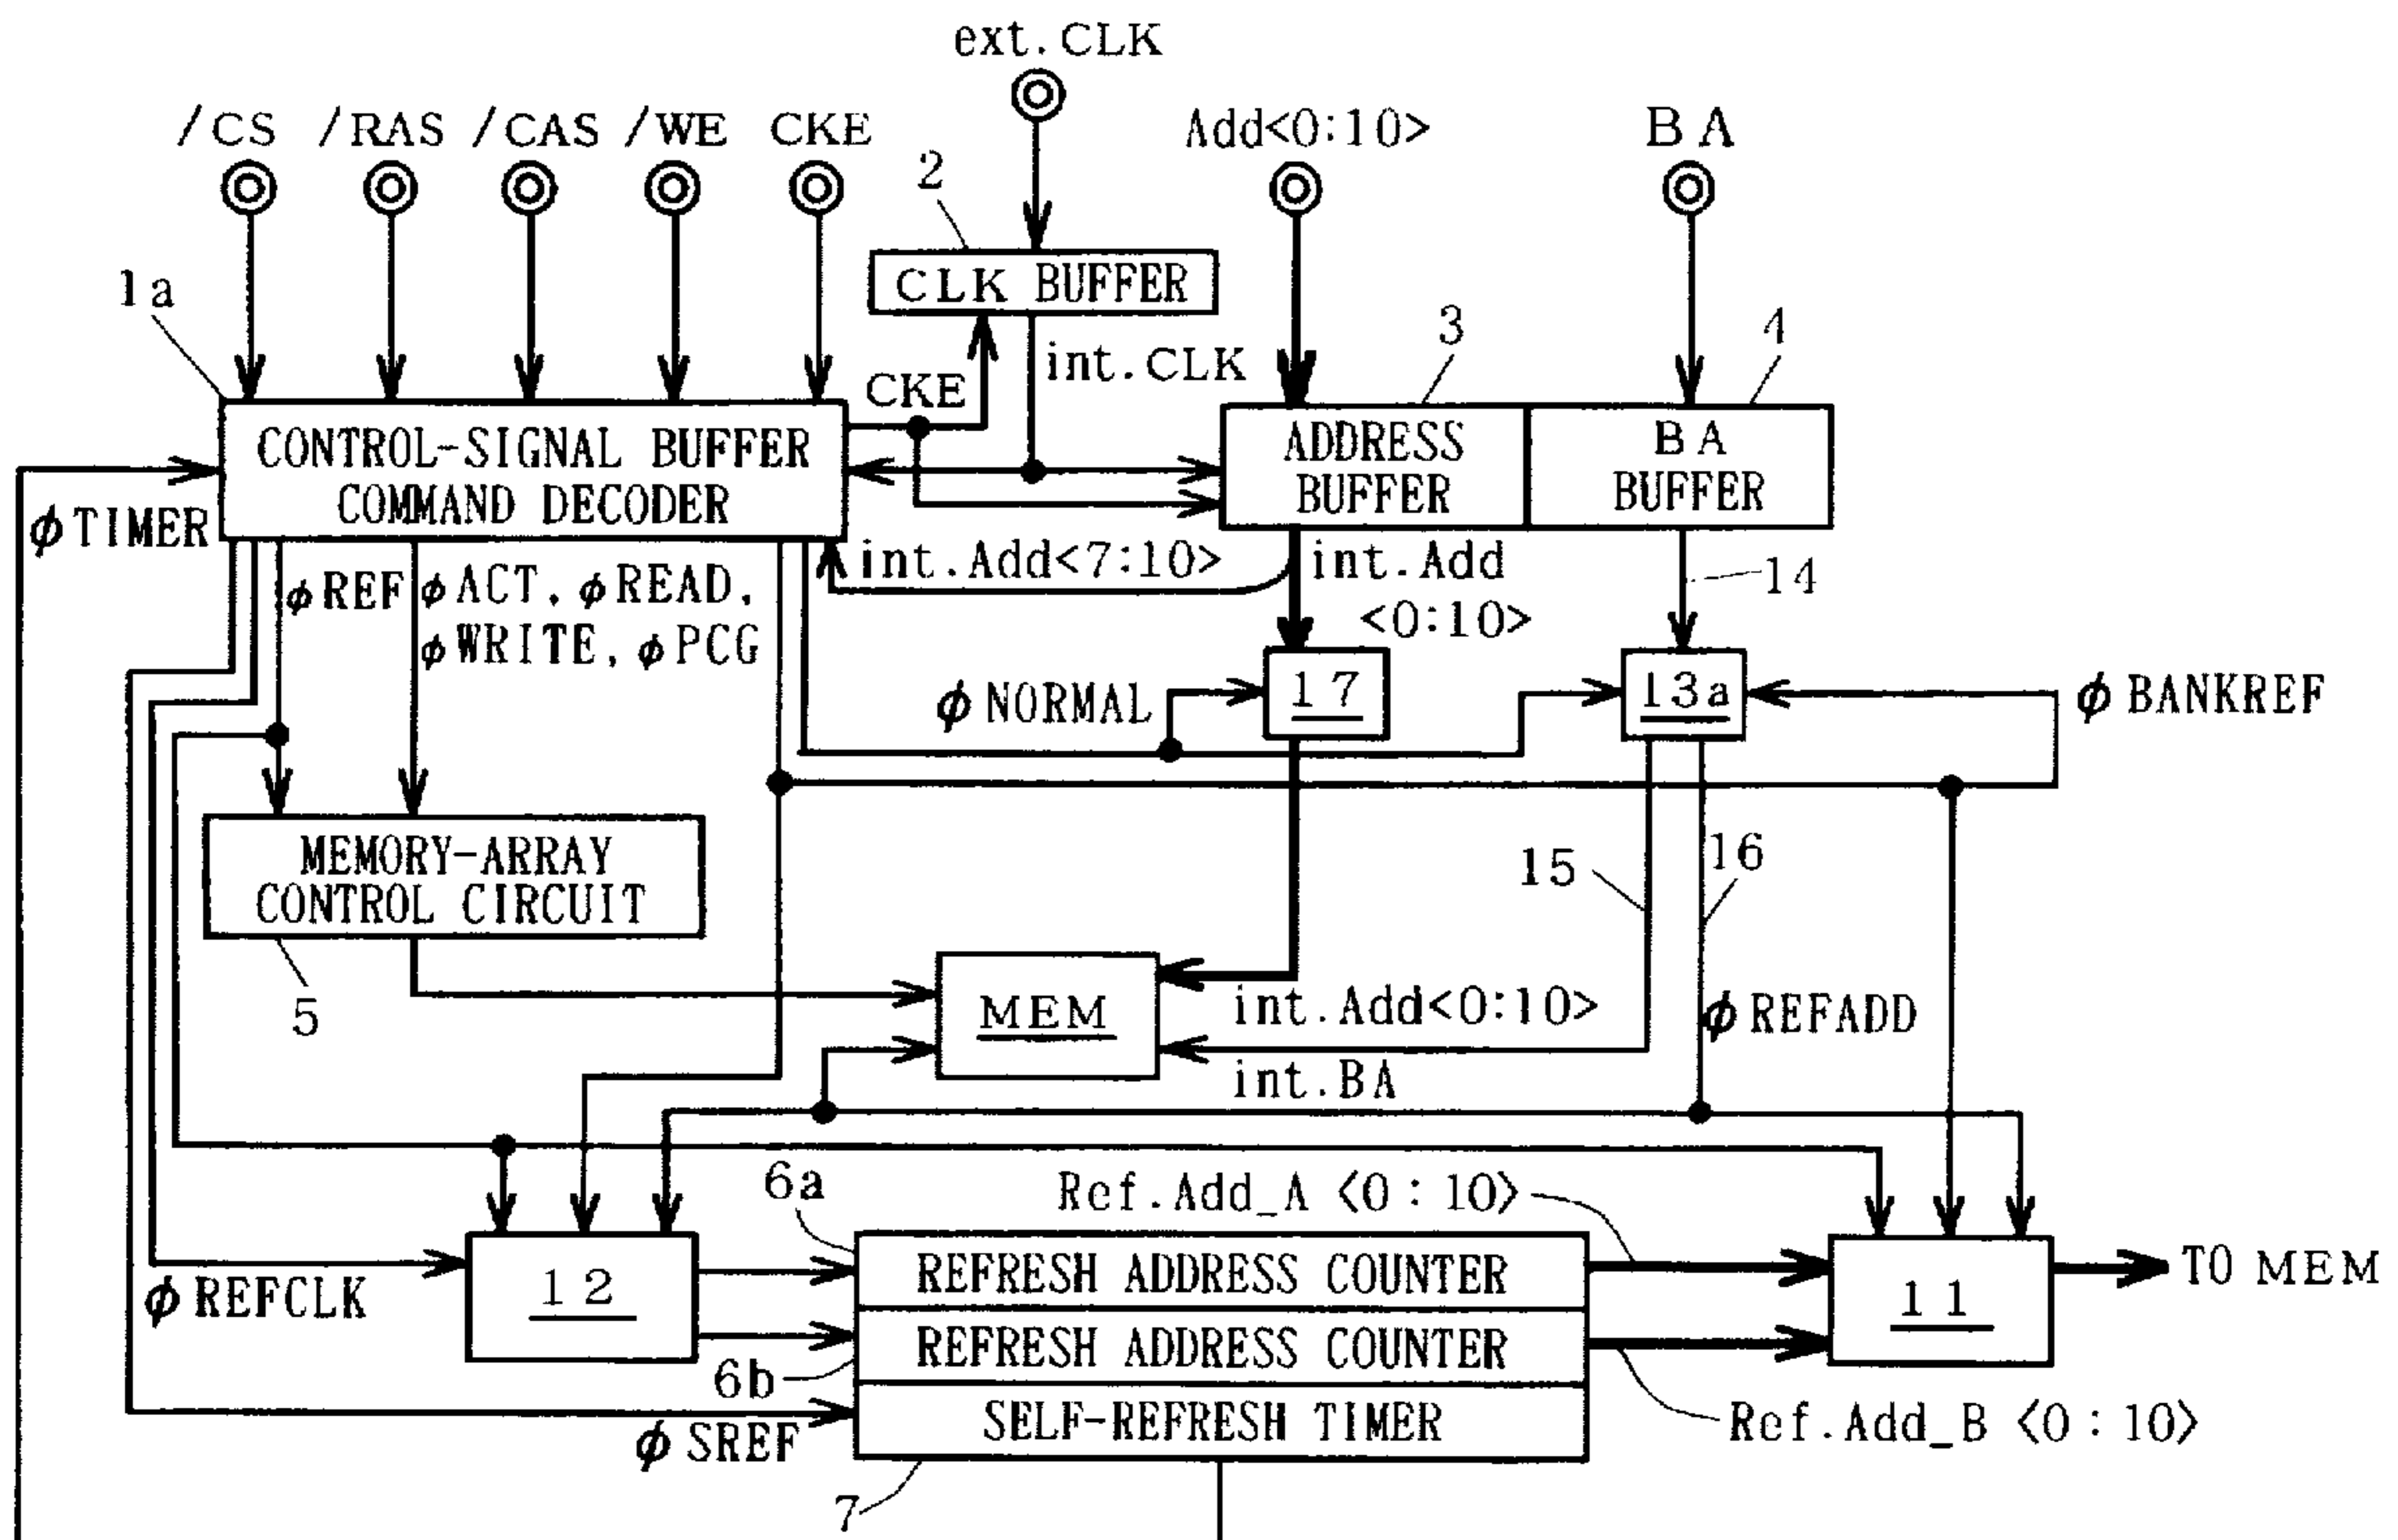 ext.CLK
/CS /RAS /CAS /WE CKE
Add<0:10>
BA
2
1a
CLK BUFFER
3
4
int.CLK
CKE
CONTROL-SIGNAL BUFFER
COMMAND DECODER
ADDRESS
BUFFER
BA
BUFFER
φTIMER
int.Add<7:10>
int.Add
<0:10>
14
φREF
φACT, φREAD,
φWRITE, φPCG
φNORMAL
17
13a
φBANKREF
MEMORY-ARRAY
CONTROL CIRCUIT
5
15
16
MEM
int.Add<0:10>
φREFADD
int.BA
6a
Ref.Add_A <0:10>
φREFCLK
12
REFRESH ADDRESS COUNTER
REFRESH ADDRESS COUNTER
SELF-REFRESH TIMER
11
TO MEM
6b
φSREF
Ref.Add_B <0:10>
7